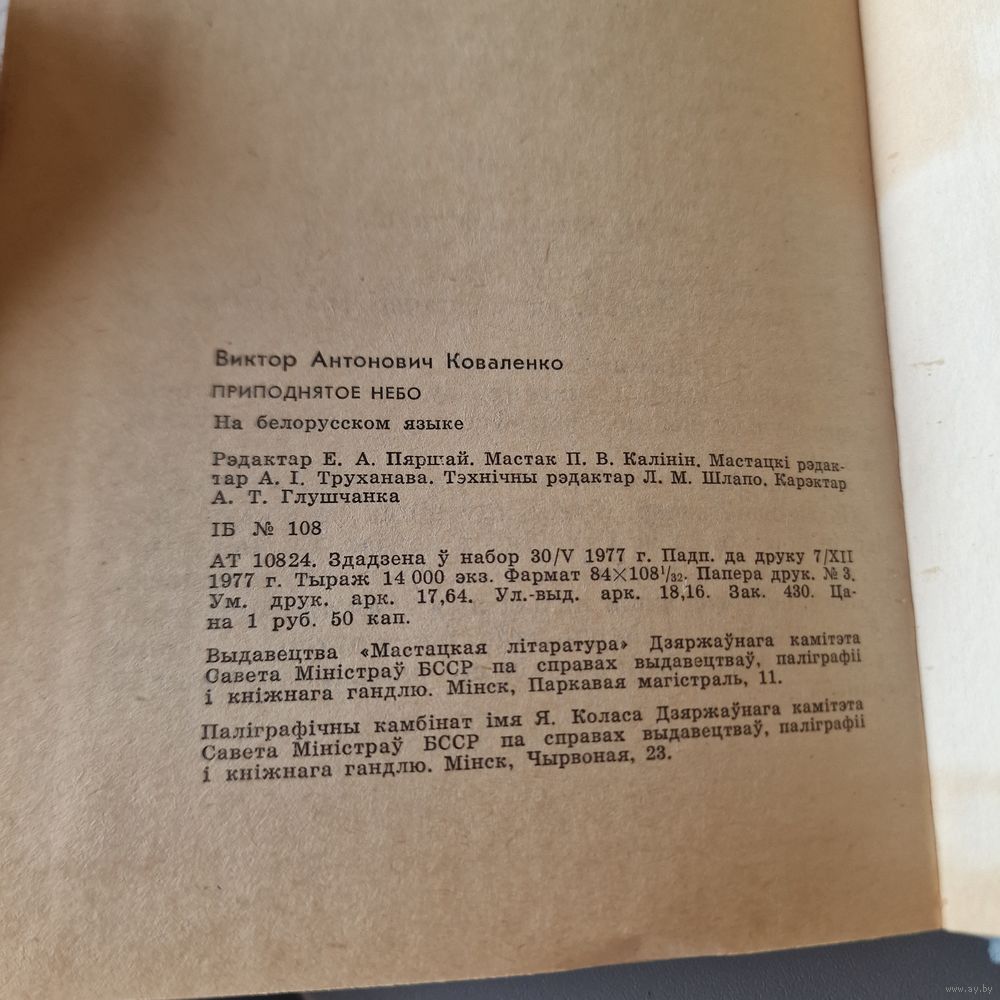 Виктор Антонович Коваленко
ПРИПОДНЯТОЕ НЕБО
На белорусском языке
Рэдактар Е. А. Пяршай. Мастак П. В. Калінін. Мастацкі рэдак-
тар А. І. Труханава. Тэхнічны рэдактар Л. М. Шлапо. Карэктар
А. Т. Глушчанка
ІБ № 108
АТ 10824. Здадзена ў набор 30/V 1977 г. Падп. да друку 7/XII
1977 г. Тыраж 14 000 экз. Фармат 84×108¹/₃₂. Папера друк. № 3.
Ум. друк. арк. 17,64. Ул.-выд. арк. 18,16. Зак. 430. Ца-
на 1 руб. 50 кап.
Выдавецтва «Мастацкая літаратура» Дзяржаўнага камітэта
Савета Міністраў БССР па справах выдавецтваў, паліграфіі
і кніжнага гандлю. Мінск, Паркавая магістраль, 11.
Паліграфічны камбінат імя Я. Коласа Дзяржаўнага камітэта
Савета Міністраў БССР па справах выдавецтваў, паліграфіі
і кніжнага гандлю. Мінск, Чырвоная, 23.
www.ay.by